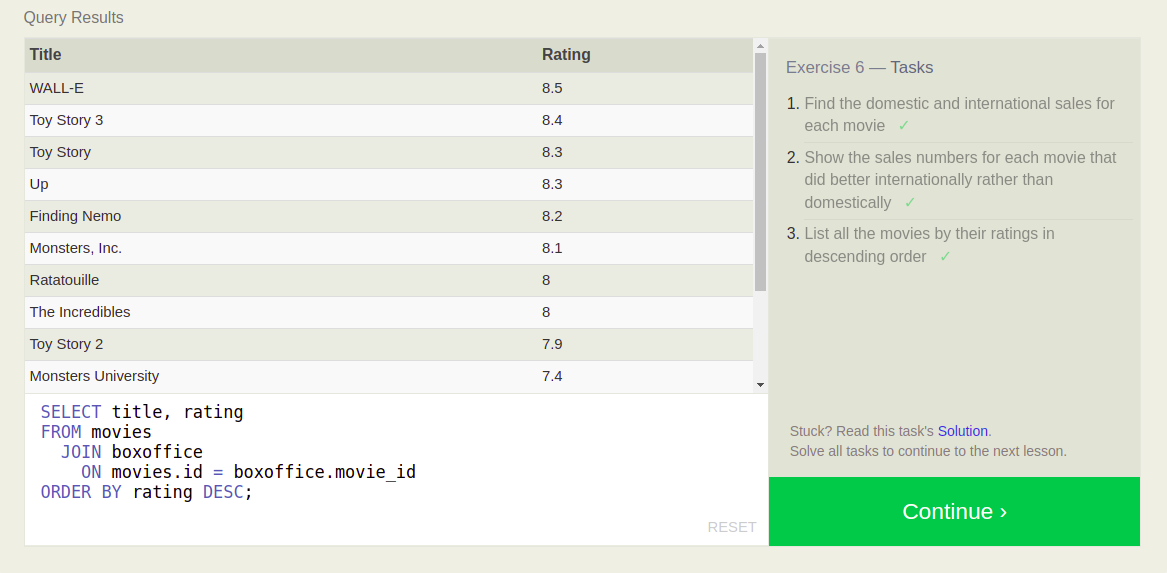 Query Results
Title Rating
WALL-E 8.5
Toy Story 3 8.4
Toy Story 8.3
Up 8.3
Finding Nemo 8.2
Monsters, Inc. 8.1
Ratatouille 8
The Incredibles 8
Toy Story 2 7.9
Monsters University 7.4
SELECT title, rating
FROM movies
  JOIN boxoffice
    ON movies.id = boxoffice.movie_id
ORDER BY rating DESC;
RESET
Exercise 6 — Tasks
1. Find the domestic and international sales for
each movie ✓
2. Show the sales numbers for each movie that
did better internationally rather than
domestically ✓
3. List all the movies by their ratings in
descending order ✓
Stuck? Read this task's Solution.
Solve all tasks to continue to the next lesson.
Continue ›